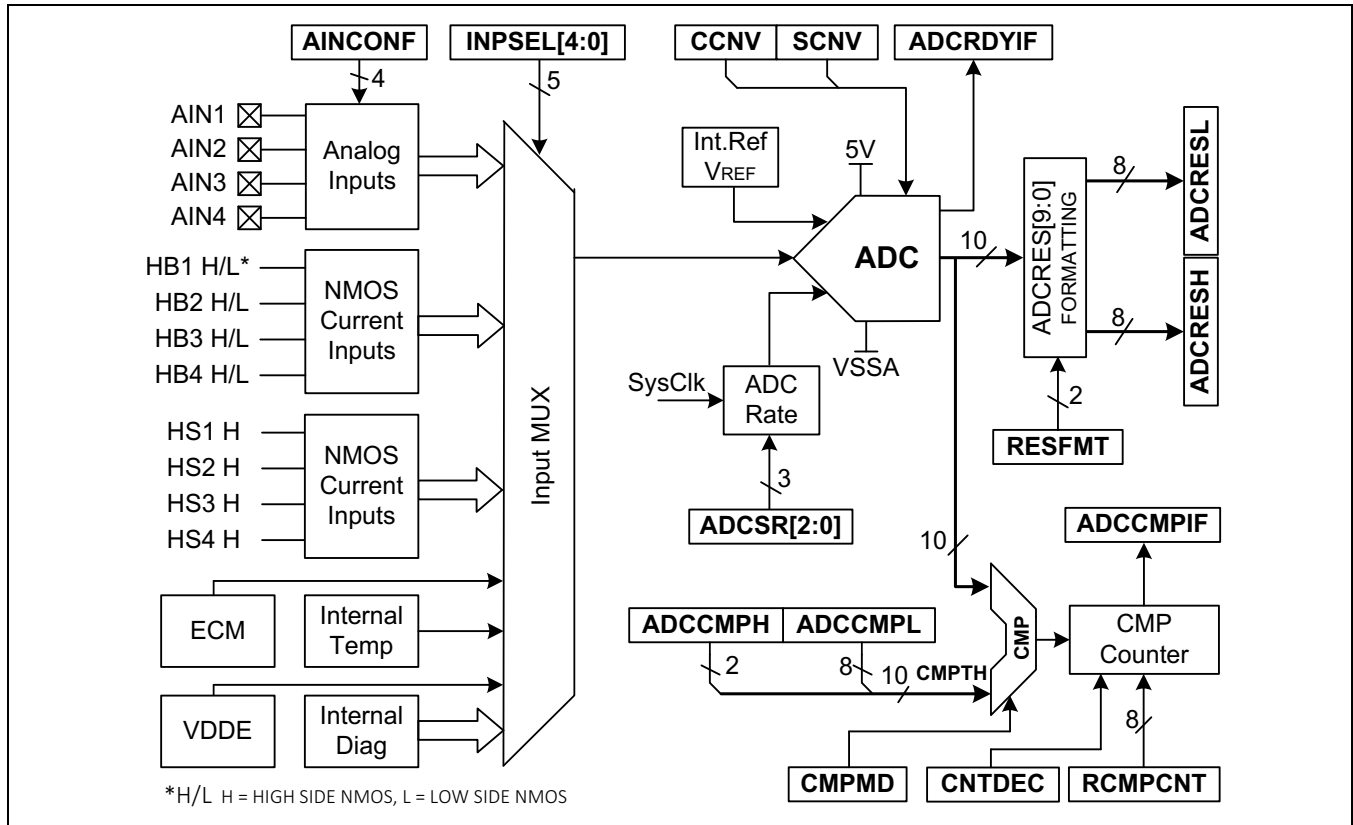 AINCONF
INPSEL[4:0]
CCNV
SCNV
ADCRDYIF
4
5
AIN1
AIN2
AIN3
AIN4
Analog
Inputs
Int.Ref
VREF
5V
ADC
VSSA
10
ADCRES[9:0]
FORMATTING
8
ADCRESL
8
ADCRESH
2
RESFMT
HB1 H/L*
HB2 H/L
HB3 H/L
HB4 H/L
NMOS
Current
Inputs
Input MUX
SysClk
ADC
Rate
3
ADCSR[2:0]
HS1 H
HS2 H
HS3 H
HS4 H
NMOS
Current
Inputs
10
ADCCMPIF
ECM
Internal
Temp
ADCCMPH
ADCCMPL
2
8
10
CMPTH
CMP
CMP
Counter
VDDE
Internal
Diag
8
CMPMD
CNTDEC
RCMPCNT
*H/L H = HIGH SIDE NMOS, L = LOW SIDE NMOS